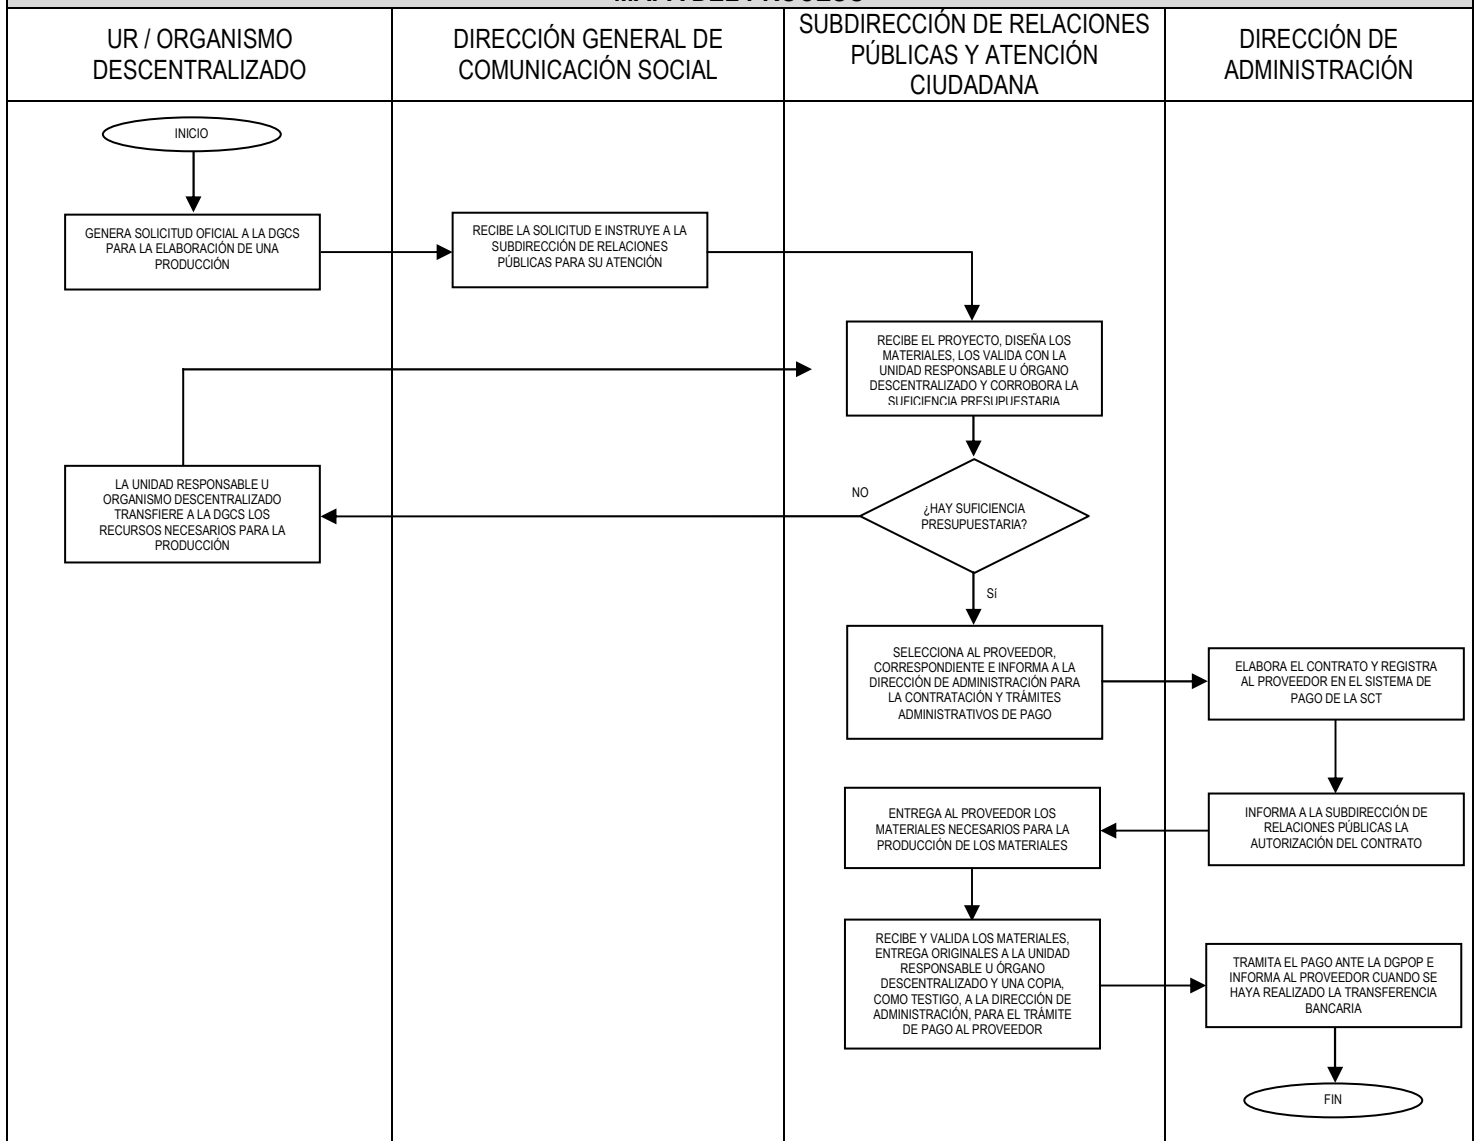 MAPA DEL PROCESO
UR / ORGANISMO
DESCENTRALIZADO
DIRECCIÓN GENERAL DE
COMUNICACIÓN SOCIAL
SUBDIRECCIÓN DE RELACIONES
PÚBLICAS Y ATENCIÓN
CIUDADANA
DIRECCIÓN DE
ADMINISTRACIÓN
INICIO
GENERA SOLICITUD OFICIAL A LA DGCS
PARA LA ELABORACIÓN DE UNA
PRODUCCIÓN
RECIBE LA SOLICITUD E INSTRUYE A LA
SUBDIRECCIÓN DE RELACIONES
PÚBLICAS PARA SU ATENCIÓN
RECIBE EL PROYECTO, DISEÑA LOS
MATERIALES, LOS VALIDA CON LA
UNIDAD RESPONSABLE U ÓRGANO
DESCENTRALIZADO Y CORROBORA LA
SUFICIENCIA PRESUPUESTARIA
LA UNIDAD RESPONSABLE U
ORGANISMO DESCENTRALIZADO
TRANSFIERE A LA DGCS LOS
RECURSOS NECESARIOS PARA LA
PRODUCCIÓN
NO
¿HAY SUFICIENCIA
PRESUPUESTARIA?
Sí
SELECCIONA AL PROVEEDOR,
CORRESPONDIENTE E INFORMA A LA
DIRECCIÓN DE ADMINISTRACIÓN PARA
LA CONTRATACIÓN Y TRÁMITES
ADMINISTRATIVOS DE PAGO
ELABORA EL CONTRATO Y REGISTRA
AL PROVEEDOR EN EL SISTEMA DE
PAGO DE LA SCT
INFORMA A LA SUBDIRECCIÓN DE
RELACIONES PÚBLICAS LA
AUTORIZACIÓN DEL CONTRATO
ENTREGA AL PROVEEDOR LOS
MATERIALES NECESARIOS PARA LA
PRODUCCIÓN DE LOS MATERIALES
RECIBE Y VALIDA LOS MATERIALES,
ENTREGA ORIGINALES A LA UNIDAD
RESPONSABLE U ÓRGANO
DESCENTRALIZADO Y UNA COPIA,
COMO TESTIGO, A LA DIRECCIÓN DE
ADMINISTRACIÓN, PARA EL TRÁMITE
DE PAGO AL PROVEEDOR
TRAMITA EL PAGO ANTE LA DGPOP E
INFORMA AL PROVEEDOR CUANDO SE
HAYA REALIZADO LA TRANSFERENCIA
BANCARIA
FIN